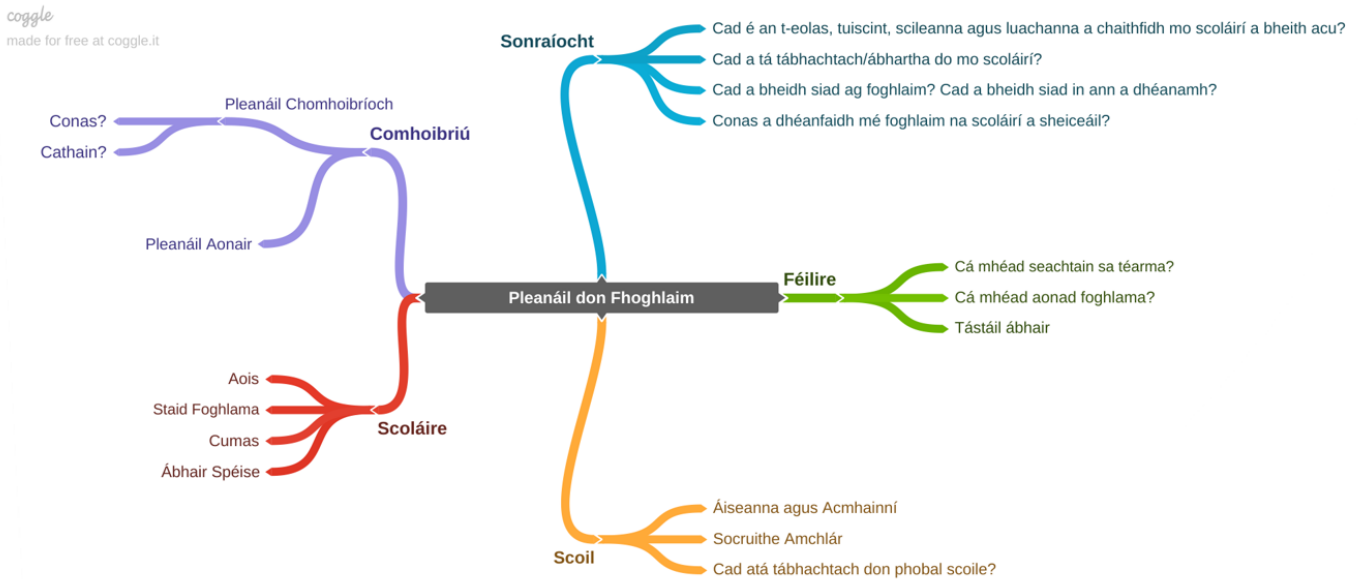 coggle
made for free at coggle.it
Pleanáil don Fhoghlaim
Sonraíocht
Cad é an t-eolas, tuiscint, scileanna agus luachanna a chaithfidh mo scoláirí a bheith acu?
Cad a tá tábhachtach/ábhartha do mo scoláirí?
Cad a bheidh siad ag foghlaim? Cad a bheidh siad in ann a dhéanamh?
Conas a dhéanfaidh mé foghlaim na scoláirí a sheiceáil?
Féilire
Cá mhéad seachtain sa téarma?
Cá mhéad aonad foghlama?
Tástáil ábhair
Scoil
Áiseanna agus Acmhainní
Socruithe Amchlár
Cad atá tábhachtach don phobal scoile?
Comhoibriú
Pleanáil Chomhoibríoch
Conas?
Cathain?
Pleanáil Aonair
Scoláire
Aois
Staid Foghlama
Cumas
Ábhair Spéise